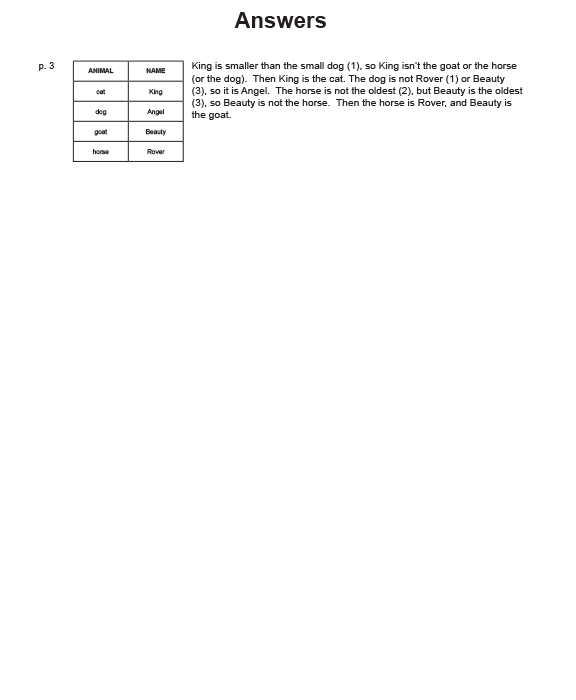 Answers
p. 3
ANIMAL NAME
cat King
dog Angel
goat Beauty
horse Rover
King is smaller than the small dog (1), so King isn't the goat or the horse
(or the dog).  Then King is the cat. The dog is not Rover (1) or Beauty
(3), so it is Angel.  The horse is not the oldest (2), but Beauty is the oldest
(3), so Beauty is not the horse.  Then the horse is Rover, and Beauty is
the goat.